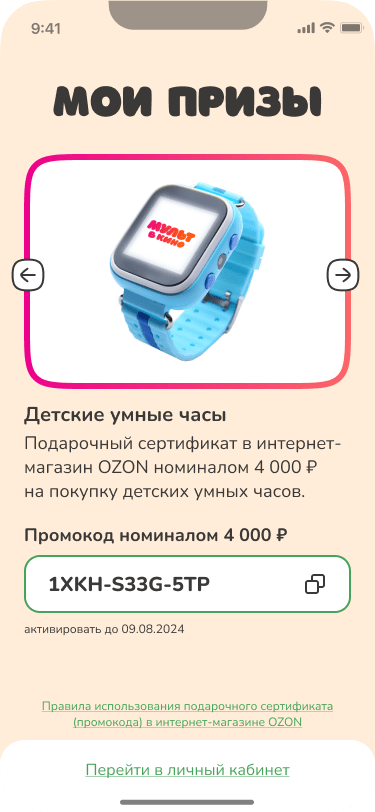 9:41
МОИ ПРИЗЫ
МУЛЬТ
В КИНО
Детские умные часы
Подарочный сертификат в интернет-
магазин OZON номиналом 4 000 ₽
на покупку детских умных часов.
Промокод номиналом 4 000 ₽
1XKH-S33G-5TP
активировать до 09.08.2024
Правила использования подарочного сертификата
(промокода) в интернет-магазине OZON
Перейти в личный кабинет